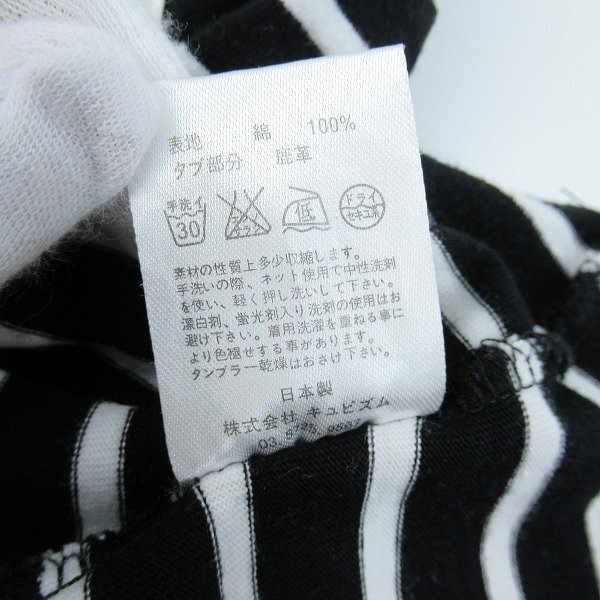 表地 綿 100%
タブ部分 鹿革
手洗イ 30 エンソサラシ 低 ドライ セキユ系
素材の性質上多少収縮します。
手洗いの際、ネット使用で中性洗剤
を使い、軽く押し洗いして下さい。
漂白剤、蛍光剤入り洗剤の使用はお
避け下さい。着用洗濯を重ねる事に
より色褪せする事があります。
タンブラー乾燥はおさけ下さい。
日本製
株式会社 キュビズム
03.